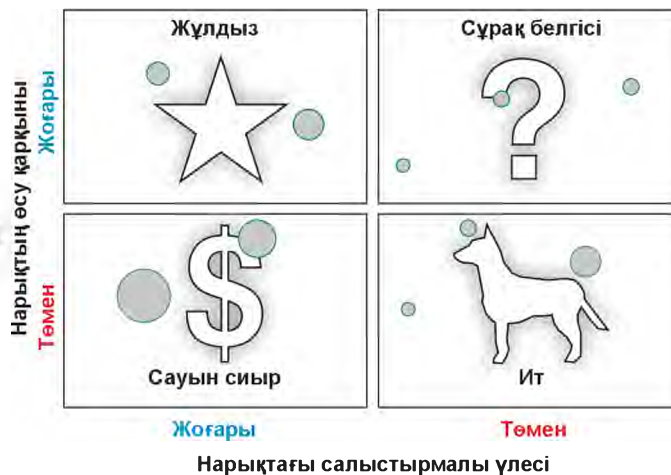 Жұлдыз
Сұрақ белгісі
Нарықтың өсу қарқыны
Жоғары
Төмен
Сауын сиыр
Ит
Жоғары
Төмен
Нарықтағы салыстырмалы үлесі